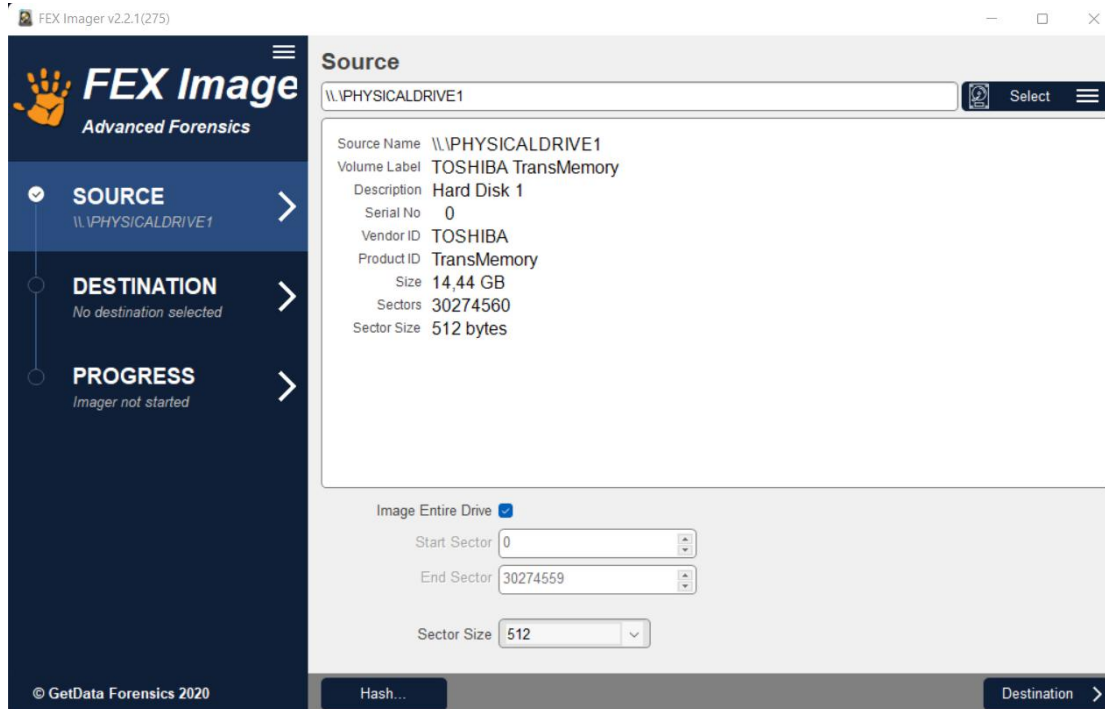 FEX Imager v2.2.1(275)
FEX Image
Advanced Forensics
SOURCE
\\.\PHYSICALDRIVE1
DESTINATION
No destination selected
PROGRESS
Imager not started
© GetData Forensics 2020
Source
\\.\PHYSICALDRIVE1
Select
Source Name \\.\PHYSICALDRIVE1
Volume Label TOSHIBA TransMemory
Description Hard Disk 1
Serial No 0
Vendor ID TOSHIBA
Product ID TransMemory
Size 14,44 GB
Sectors 30274560
Sector Size 512 bytes
Image Entire Drive
Start Sector 0
End Sector 30274559
Sector Size 512
Hash...
Destination